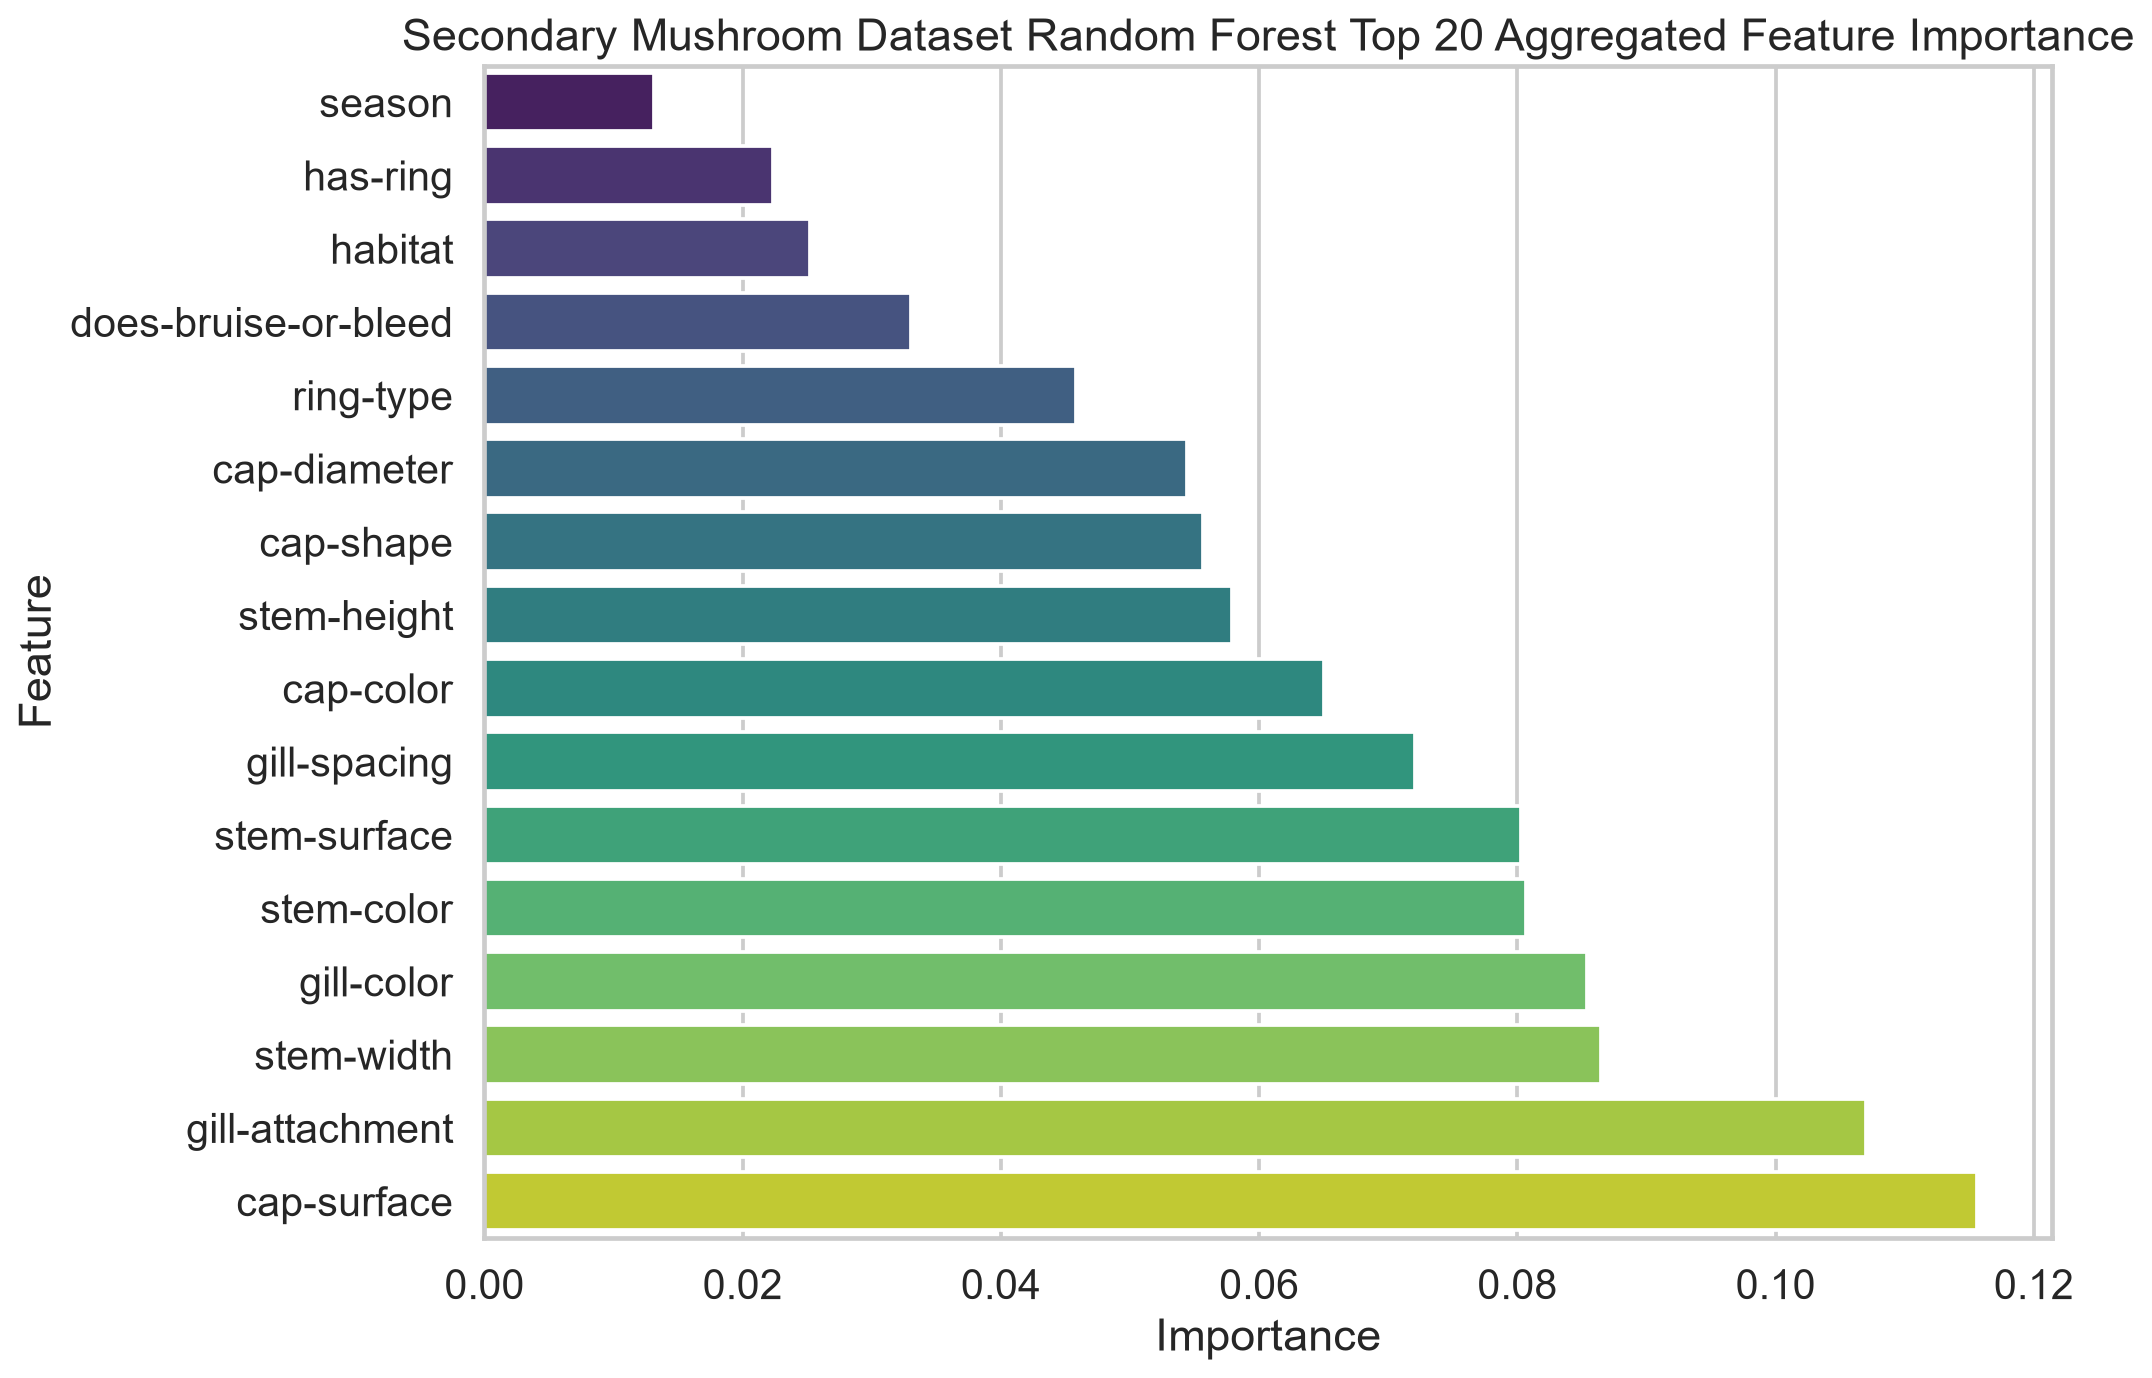 Secondary Mushroom Dataset Random Forest Top 20 Aggregated Feature Importance
season
has-ring
habitat
does-bruise-or-bleed
ring-type
cap-diameter
cap-shape
stem-height
cap-color
gill-spacing
stem-surface
stem-color
gill-color
stem-width
gill-attachment
cap-surface
Feature
0.00 0.02 0.04 0.06 0.08 0.10 0.12
Importance